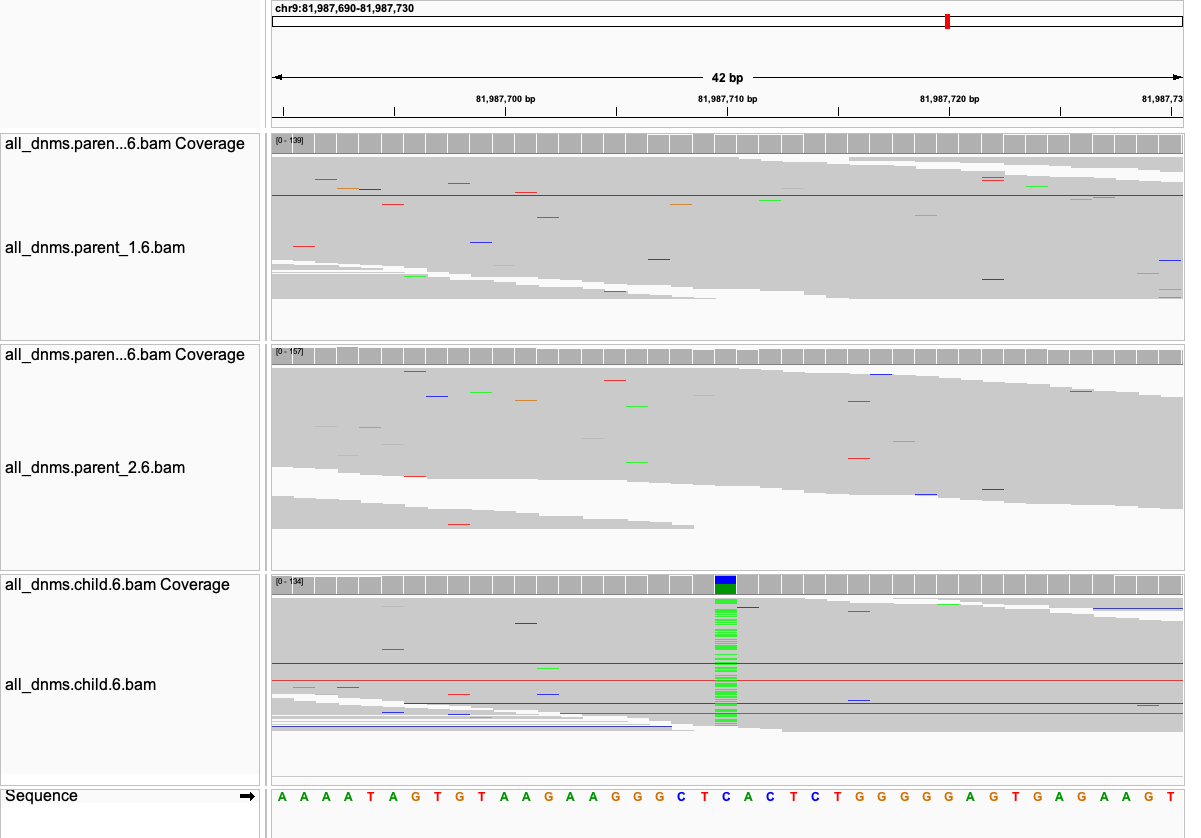 chr9:81,987,690-81,987,730
42 bp
81,987,700 bp 81,987,710 bp 81,987,720 bp 81,987,73
all_dnms.paren...6.bam Coverage
[0 - 139]
all_dnms.parent_1.6.bam
all_dnms.paren...6.bam Coverage
[0 - 157]
all_dnms.parent_2.6.bam
all_dnms.child.6.bam Coverage
[0 - 134]
all_dnms.child.6.bam
Sequence A A A A T A G T G T A A G A A G G G C T C A C T C T G G G G G A G T G A G A A G T